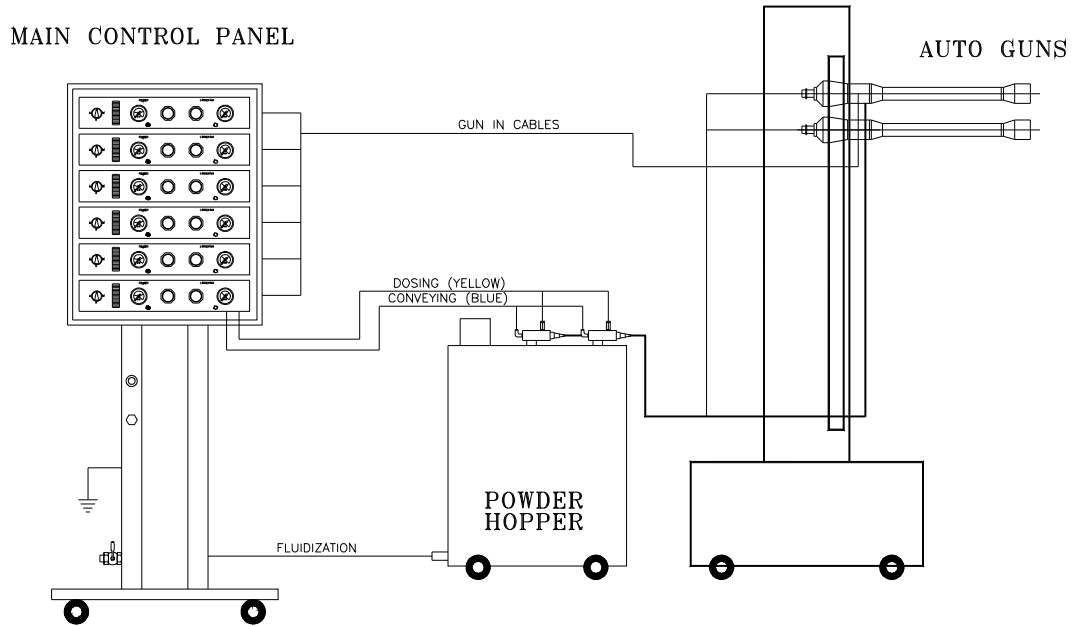 MAIN CONTROL PANEL
AUTO GUNS
GUN IN CABLES
DOSING (YELLOW)
CONVEYING (BLUE)
POWDER
HOPPER
FLUIDIZATION